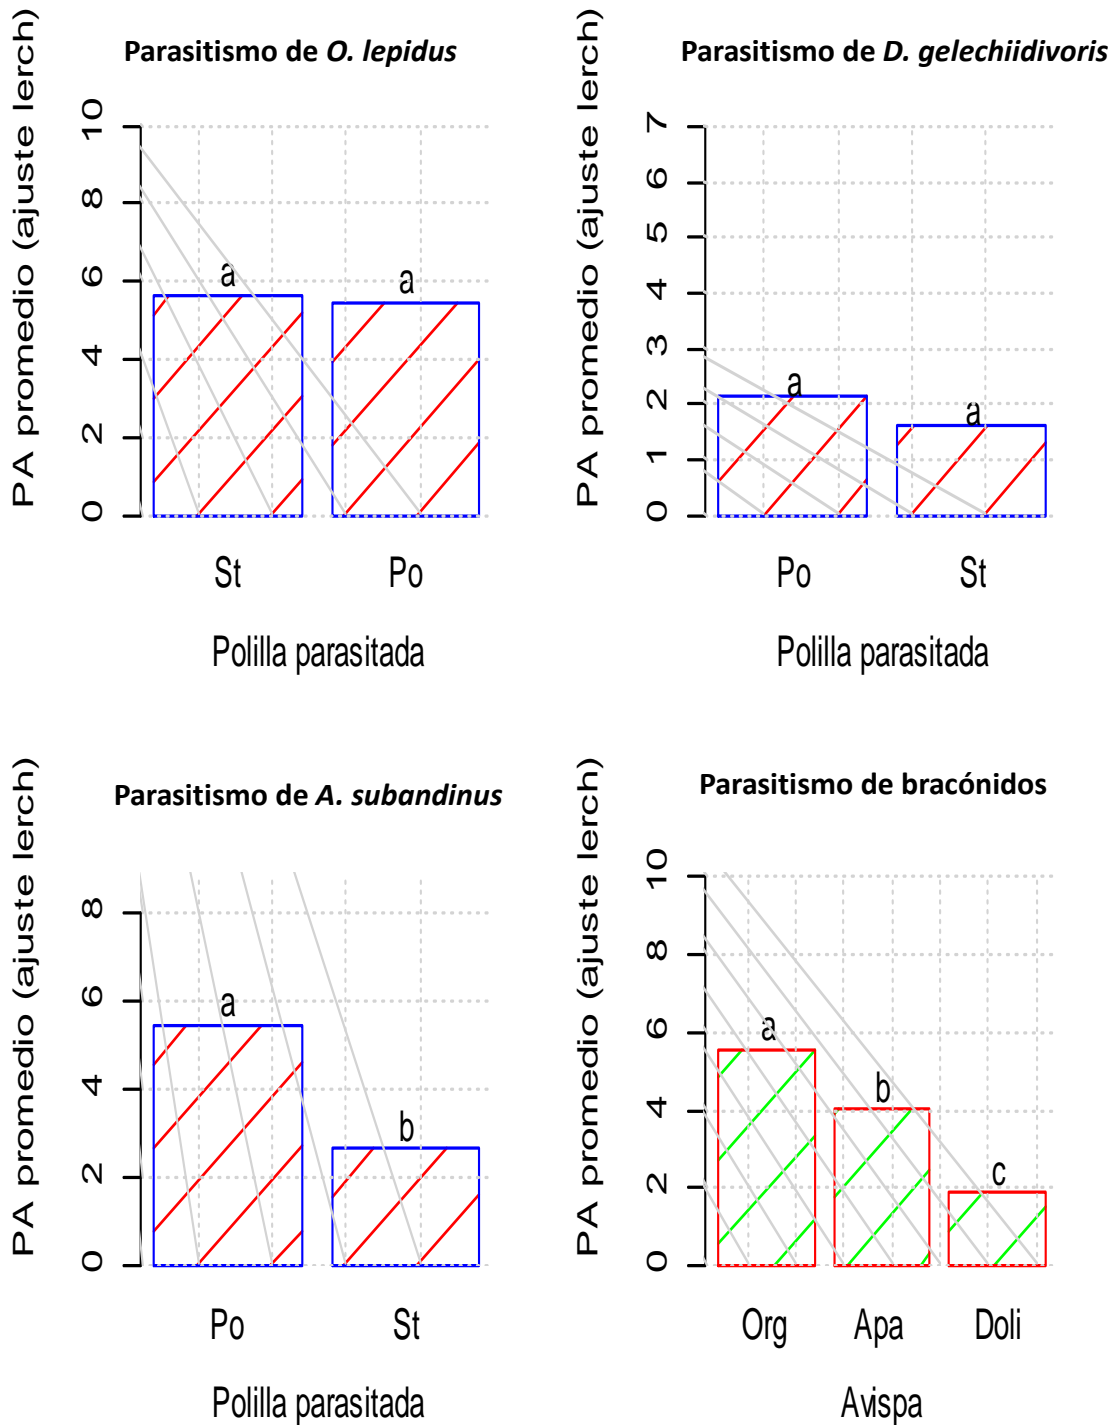 Parasitismo de O. lepidus
PA promedio (ajuste lerch)
10
8
6
4
2
0
a
a
St
Po
Polilla parasitada
Parasitismo de D. gelechiidivoris
PA promedio (ajuste lerch)
7
6
5
4
3
2
1
0
a
a
Po
St
Polilla parasitada
Parasitismo de A. subandinus
PA promedio (ajuste lerch)
8
6
4
2
0
a
b
Po
St
Polilla parasitada
Parasitismo de bracónidos
PA promedio (ajuste lerch)
10
8
6
4
2
0
a
b
c
Org
Apa
Doli
Avispa